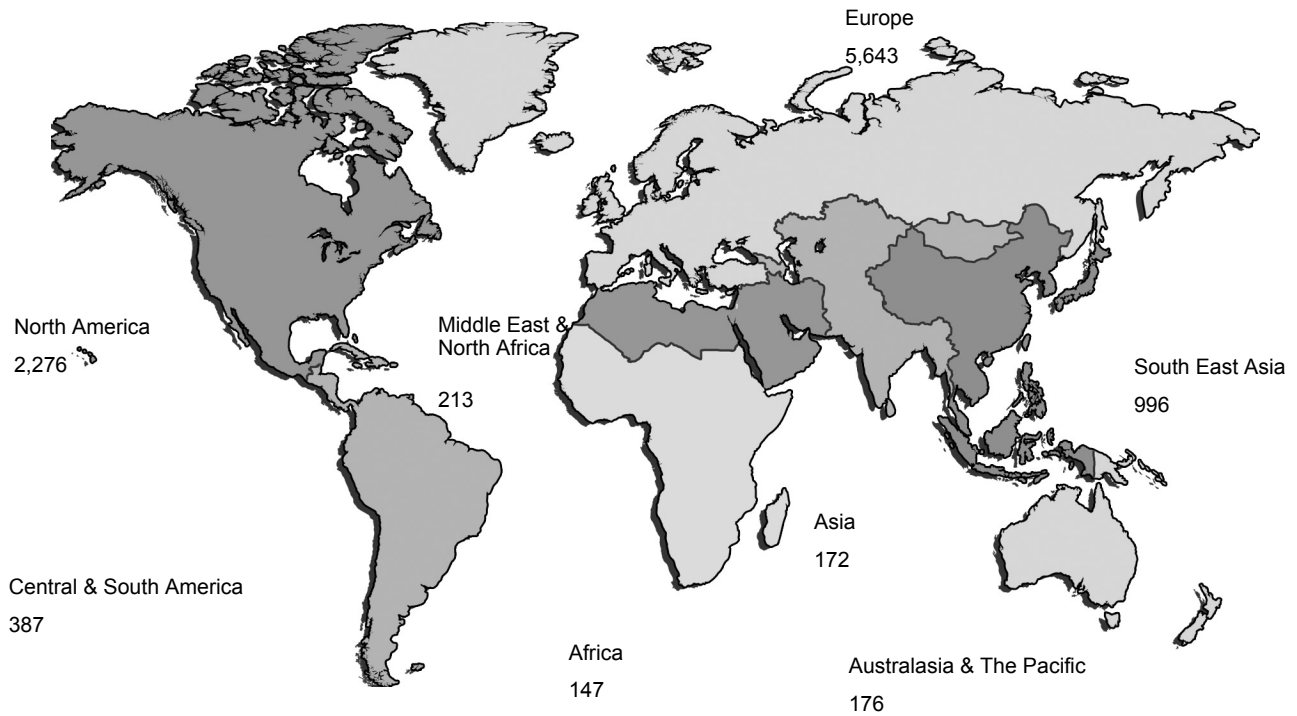 Europe
5,643
North America
2,276
Middle East &
North Africa
213
South East Asia
996
Asia
172
Central & South America
387
Africa
147
Australasia & The Pacific
176